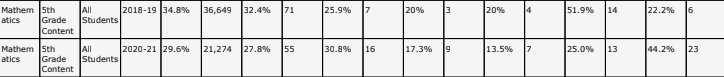 Mathem atics 5th Grade Content All Students 2018-19 34.8% 36,649 32.4% 71 25.9% 7 20% 3 20% 4 51.9% 14 22.2% 6
Mathem atics 5th Grade Content All Students 2020-21 29.6% 21,274 27.8% 55 30.8% 16 17.3% 9 13.5% 7 25.0% 13 44.2% 23